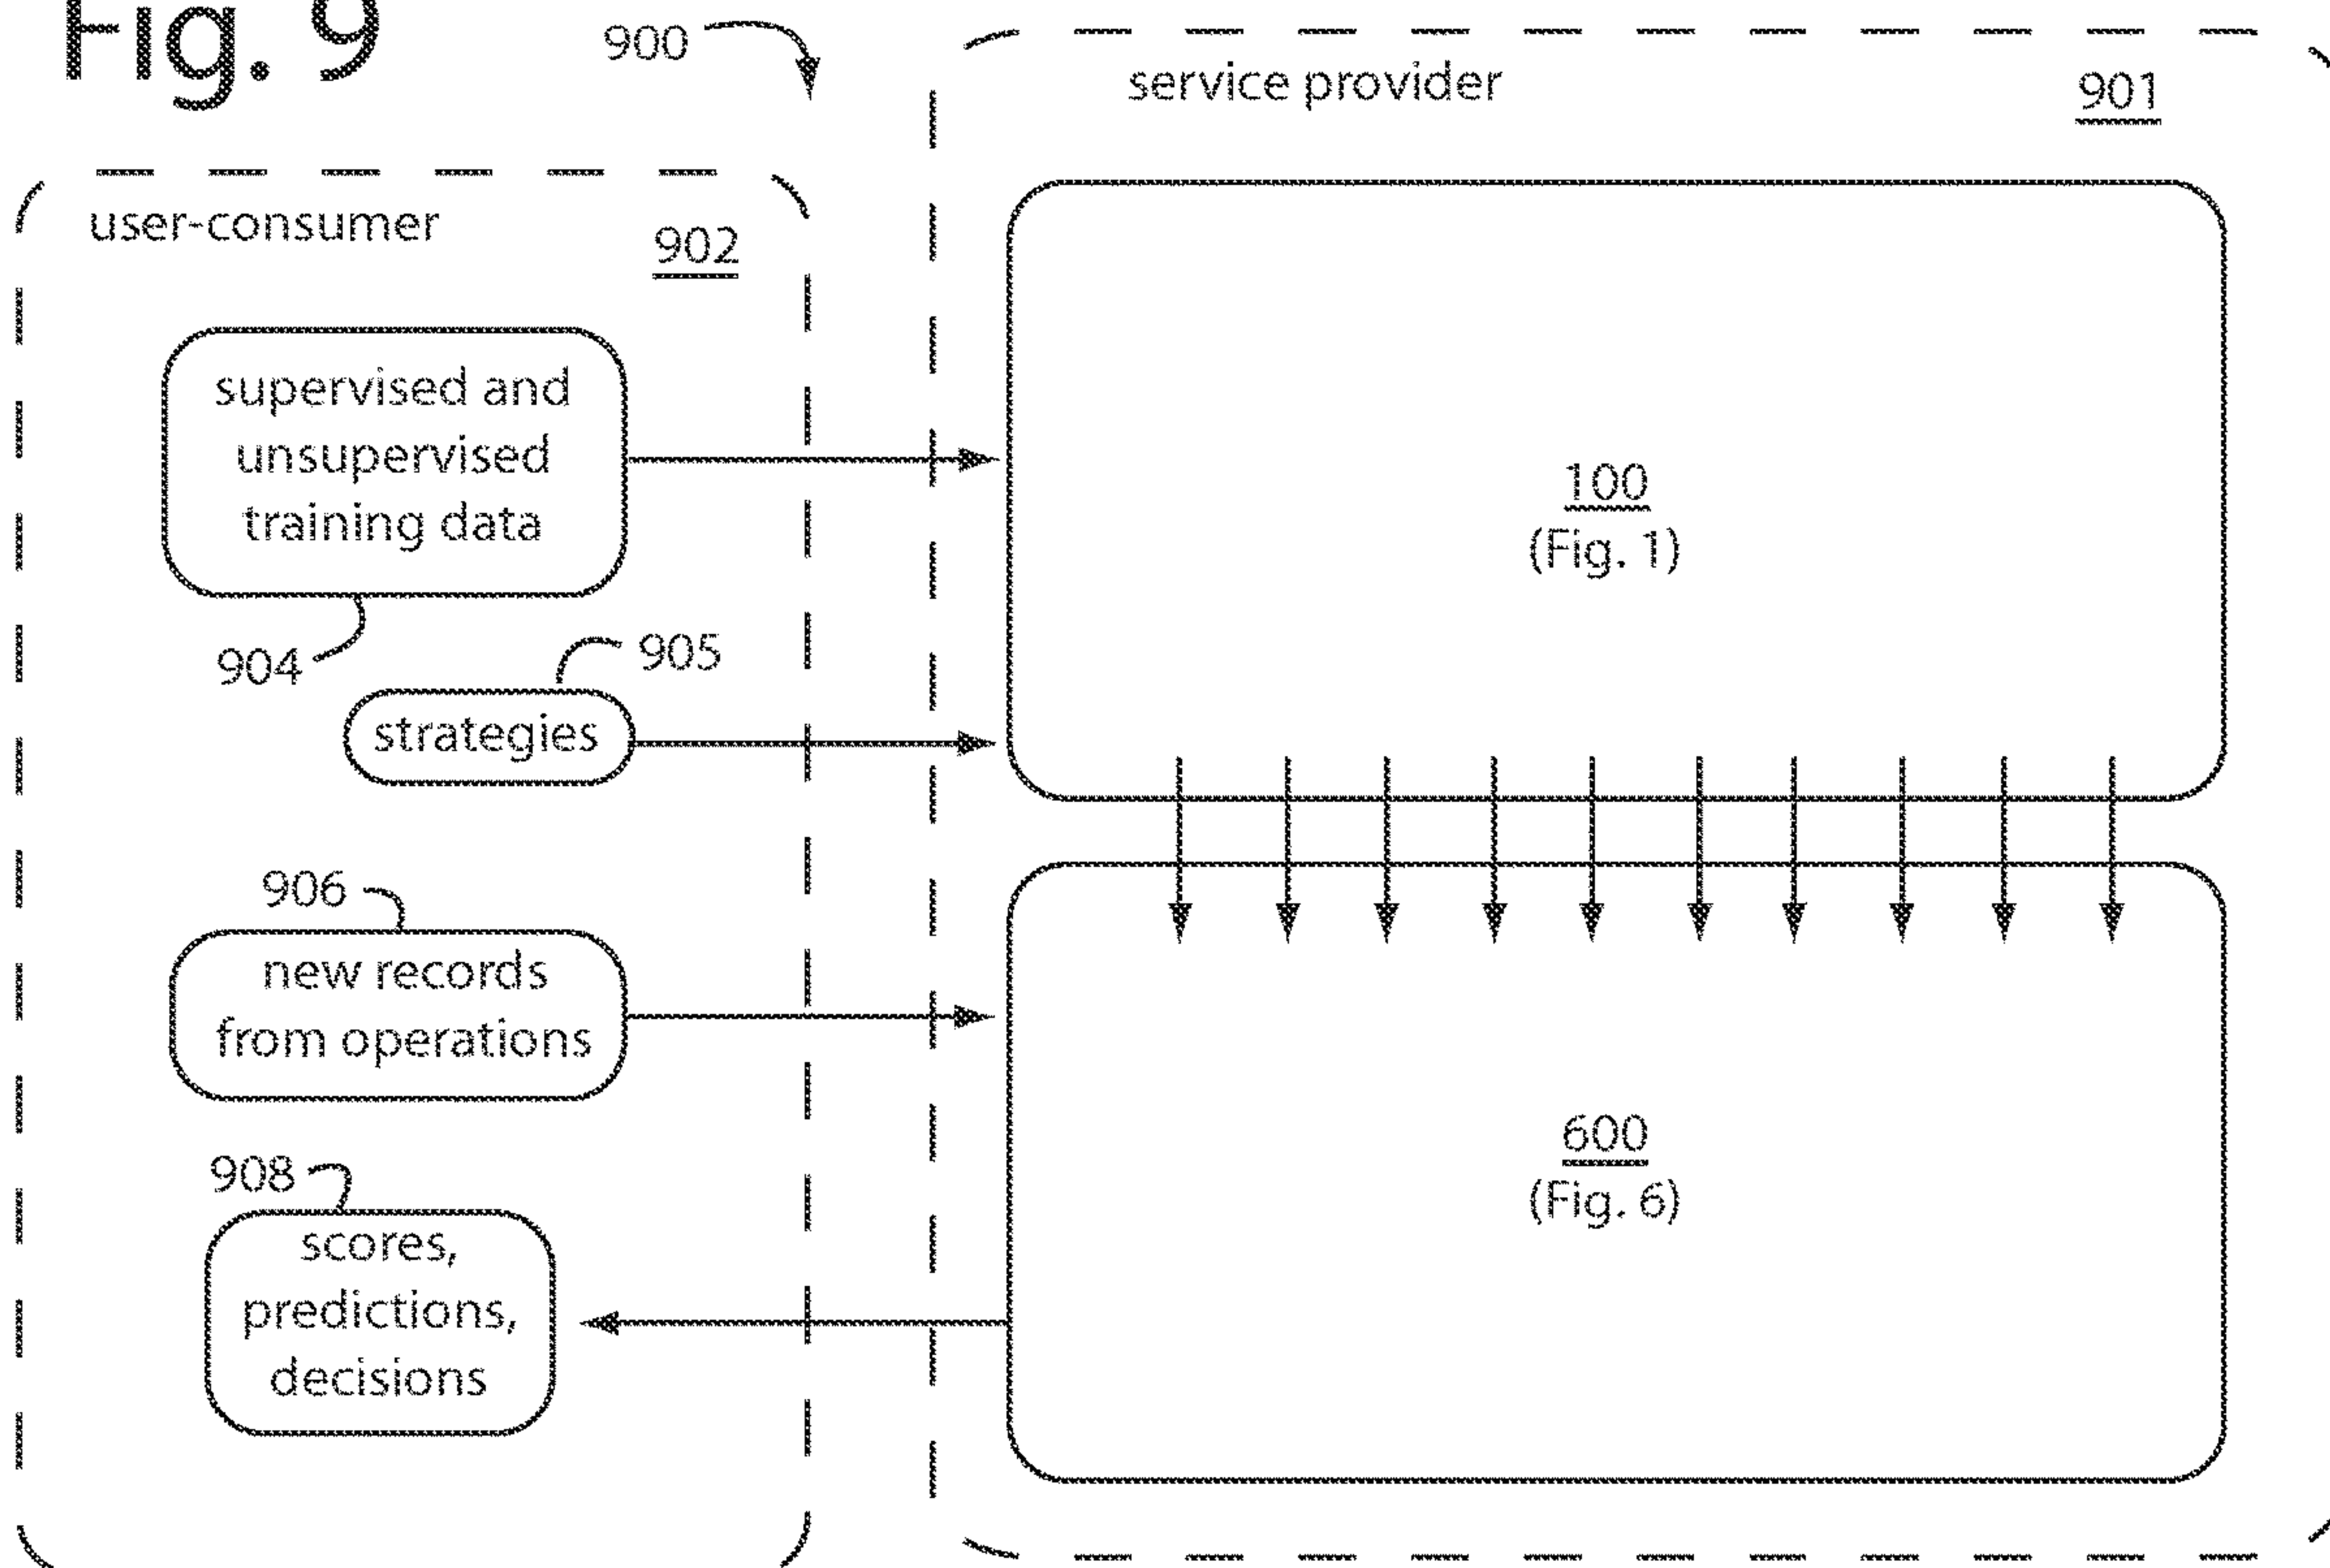 Fig. 9
900
service provider
901
user-consumer
902
supervised and
unsupervised
training data
904
905
strategies
906
new records
from operations
908
scores,
predictions,
decisions
100
(Fig. 1)
600
(Fig. 6)